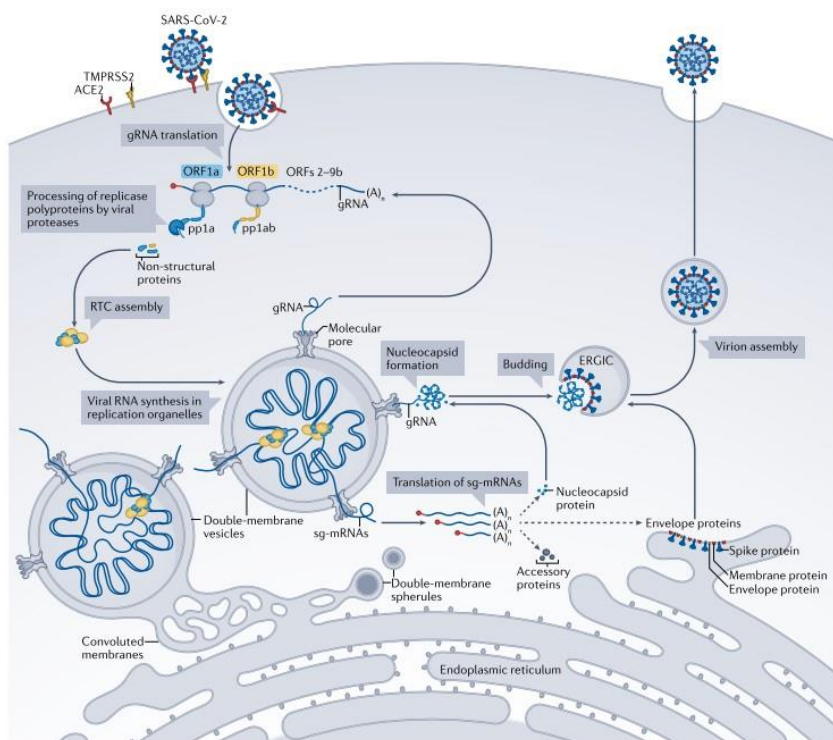 SARS-CoV-2
TMPRSS2
ACE2
gRNA translation
ORF1a
ORF1b
ORFs 2–9b
(A)n
gRNA
Processing of replicase
polyproteins by viral
proteases
pp1a
pp1ab
Non-structural
proteins
RTC assembly
gRNA
Molecular
pore
Nucleocapsid
formation
Budding
ERGIC
Virion assembly
Viral RNA synthesis in
replication organelles
gRNA
Translation of sg-mRNAs
Nucleocapsid
protein
Double-membrane
vesicles
sg-mRNAs
(A)n
(A)n
(A)n
Envelope proteins
Spike protein
Accessory
proteins
Membrane protein
Envelope protein
Double-membrane
spherules
Convoluted
membranes
Endoplasmic reticulum